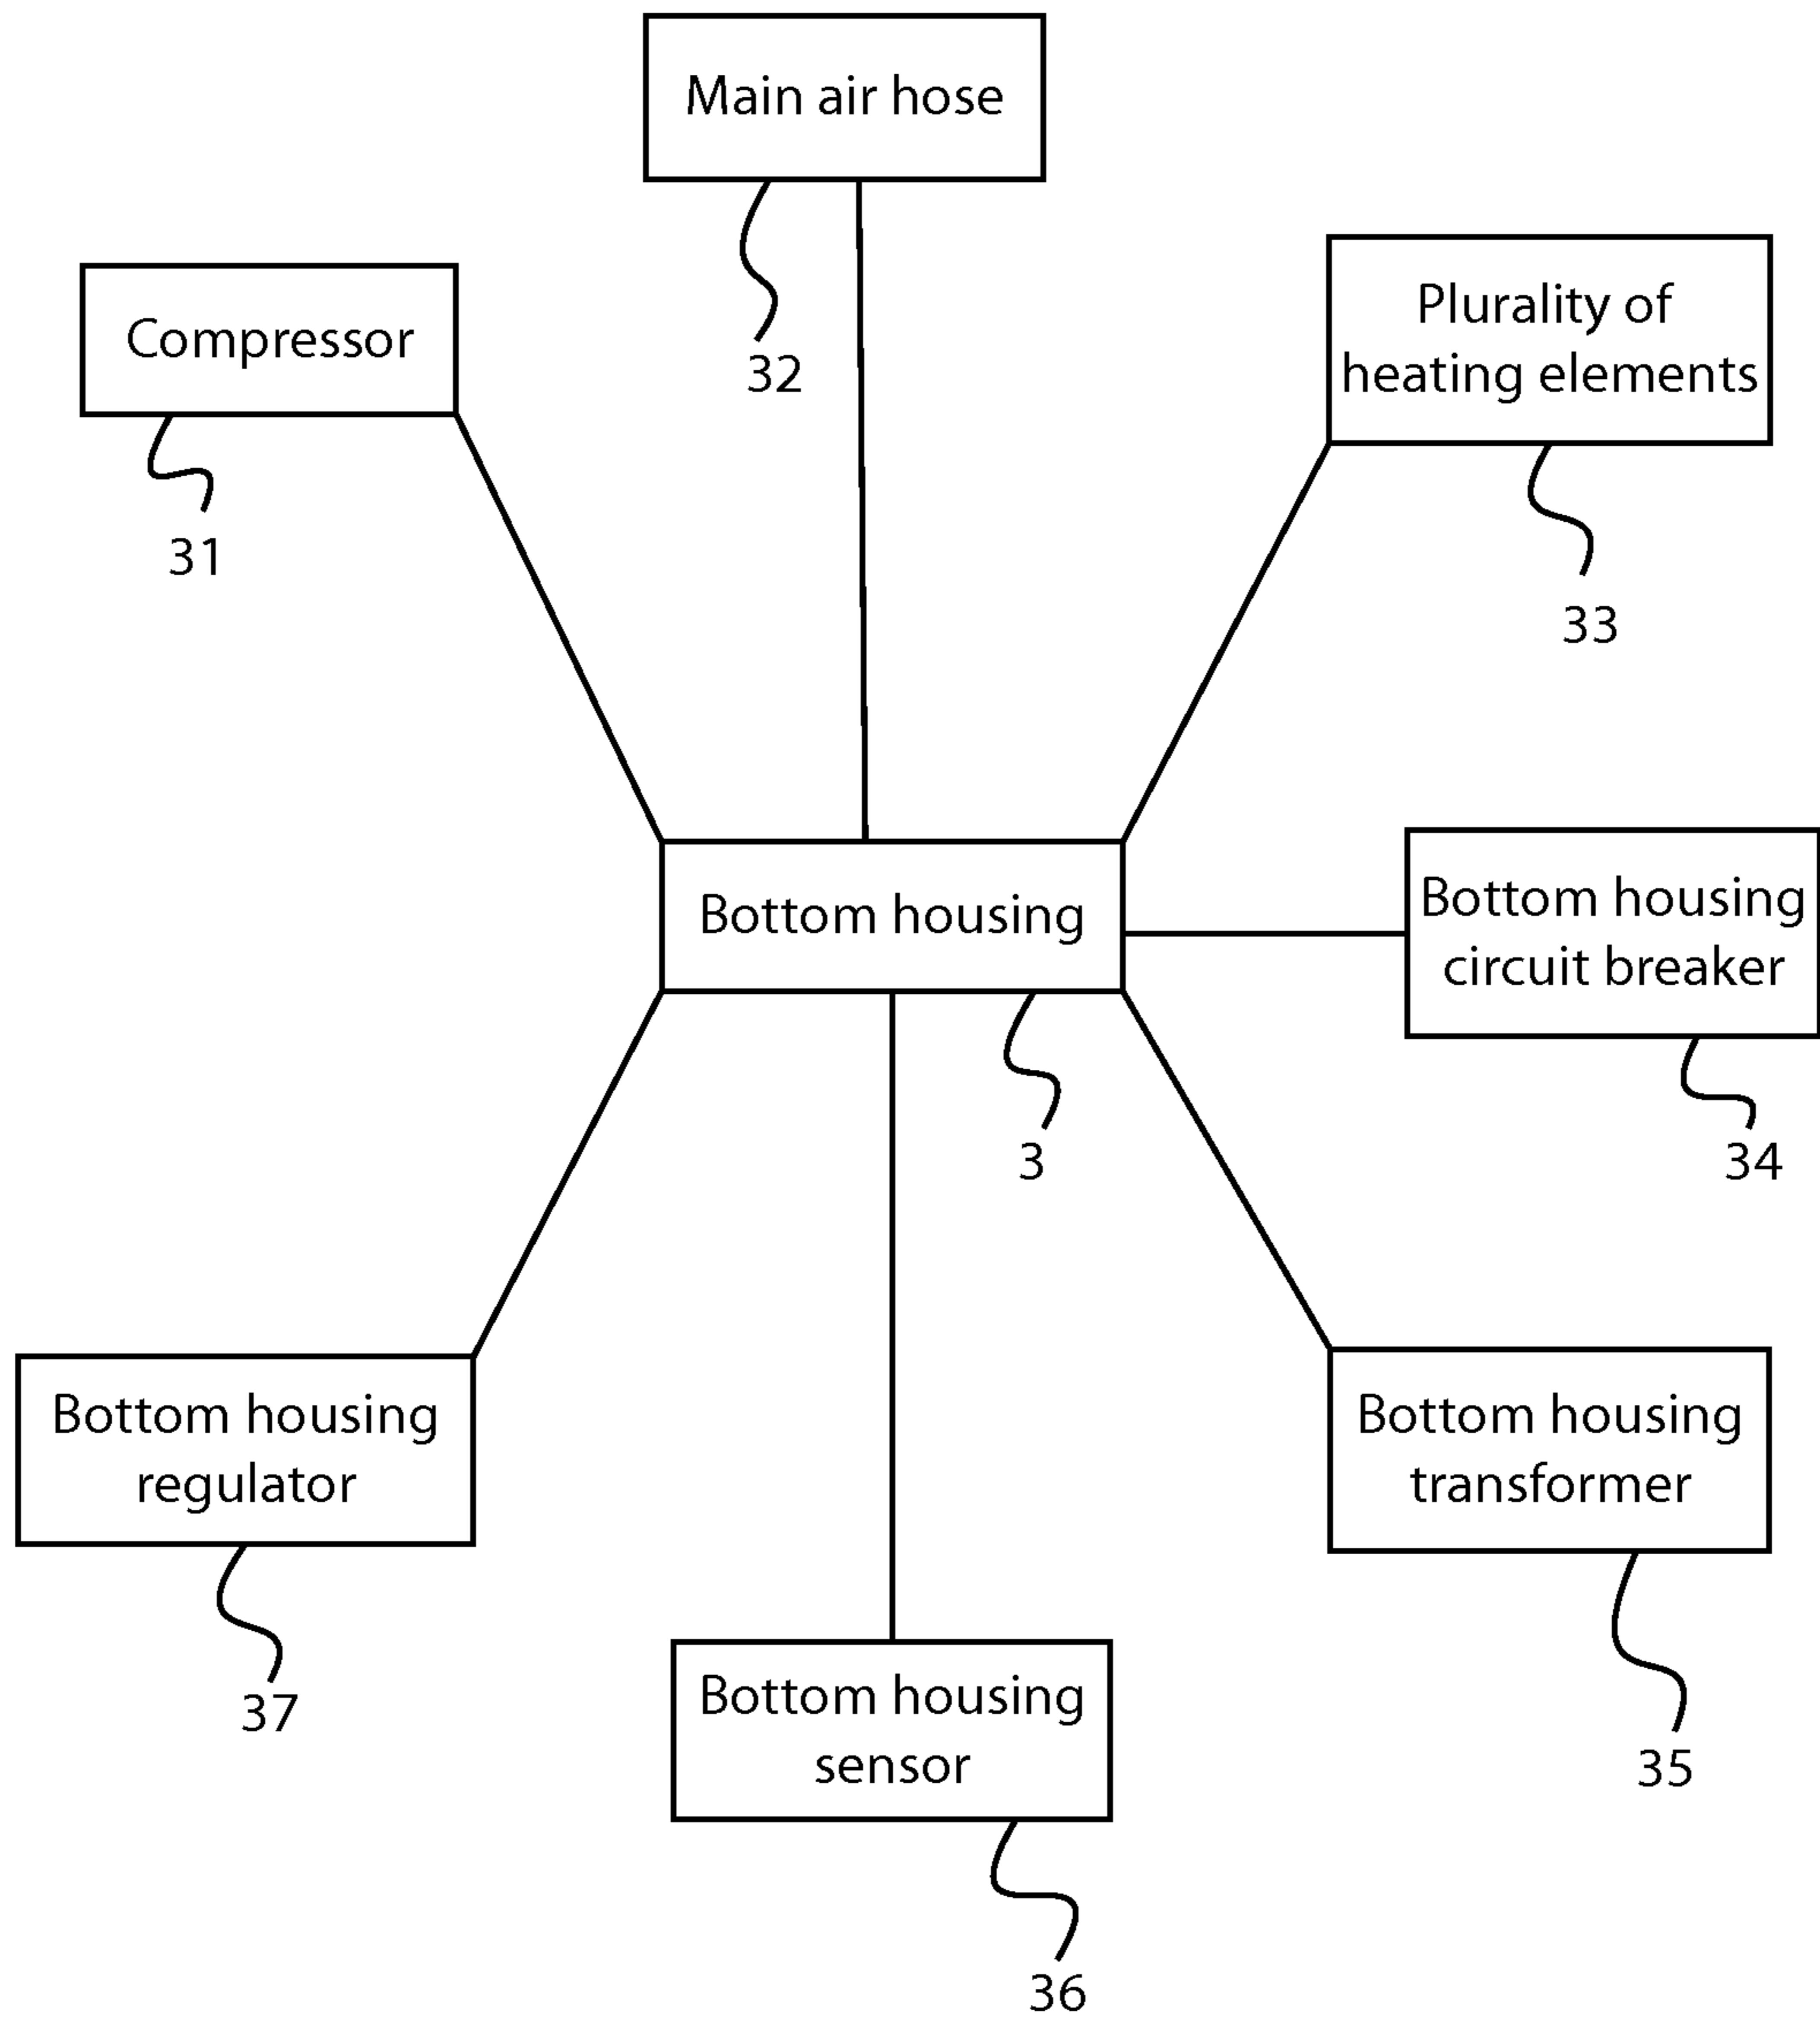 Main air hose
32
Compressor
31
Plurality of
heating elements
33
Bottom housing
3
Bottom housing
circuit breaker
34
Bottom housing
regulator
37
Bottom housing
transformer
35
Bottom housing
sensor
36